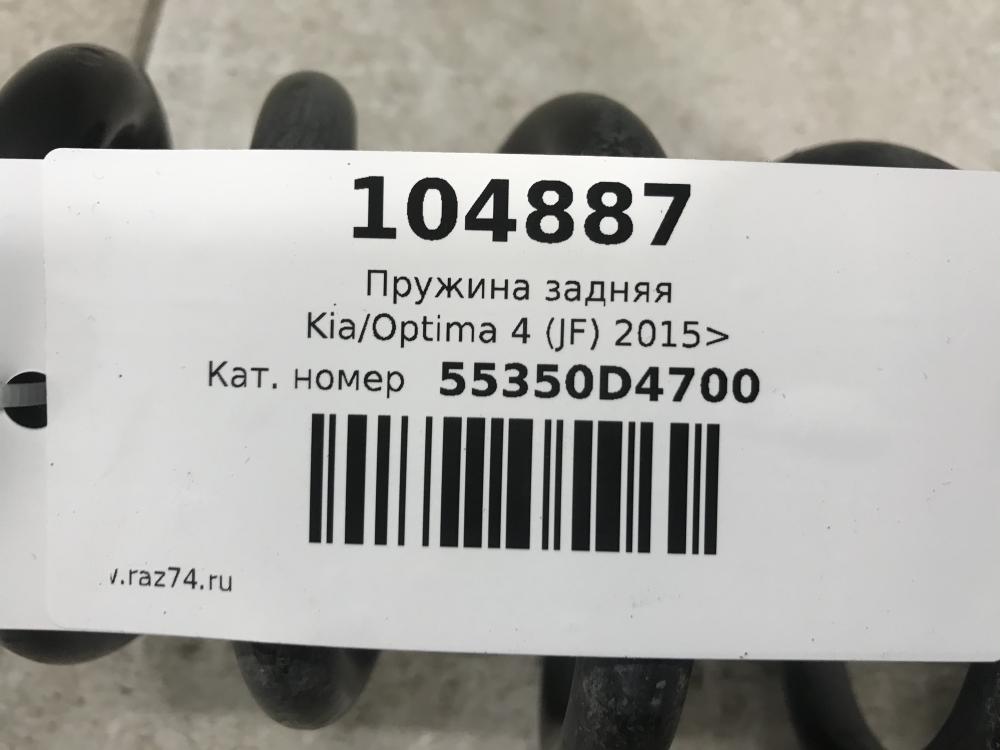 104887
Пружина задняя
Kia/Optima 4 (JF) 2015>
Кат. номер 55350D4700
.raz74.ru